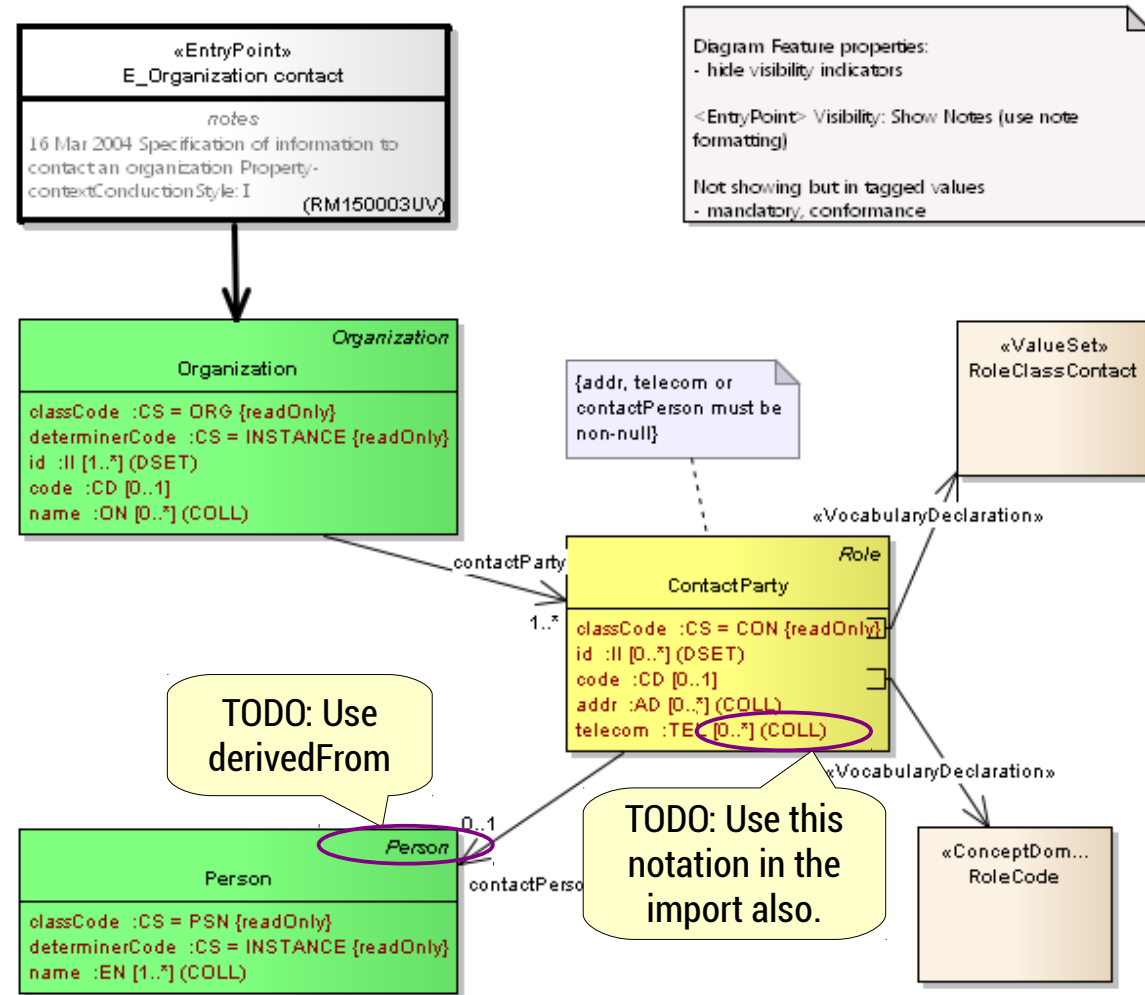 «EntryPoint»
E_Organization contact
notes
16 Mar 2004 Specification of information to
contact an organization Property-
contextConductionStyle: I
(RM150003UV)
Diagram Feature properties:
- hide visibility indicators
<EntryPoint> Visibility: Show Notes (use note
formatting)
Not showing but in tagged values
- mandatory, conformance
Organization
Organization
classCode :CS = ORG {readOnly}
determinerCode :CS = INSTANCE {readOnly}
id :II [1..*] (DSET)
code :CD [0..1]
name :ON [0..*] (COLL)
{addr, telecom or
contactPerson must be
non-null}
«ValueSet»
RoleClassContact
«VocabularyDeclaration»
contactParty
1..*
Role
ContactParty
classCode :CS = CON {readOnly}
id :II [0..*] (DSET)
code :CD [0..1]
addr :AD [0..*] (COLL)
telecom :TEL [0..*] (COLL)
«VocabularyDeclaration»
TODO: Use
derivedFrom
TODO: Use this
notation in the
import also.
0..1
contactPerso
Person
Person
classCode :CS = PSN {readOnly}
determinerCode :CS = INSTANCE {readOnly}
name :EN [1..*] (COLL)
«ConceptDom...
RoleCode